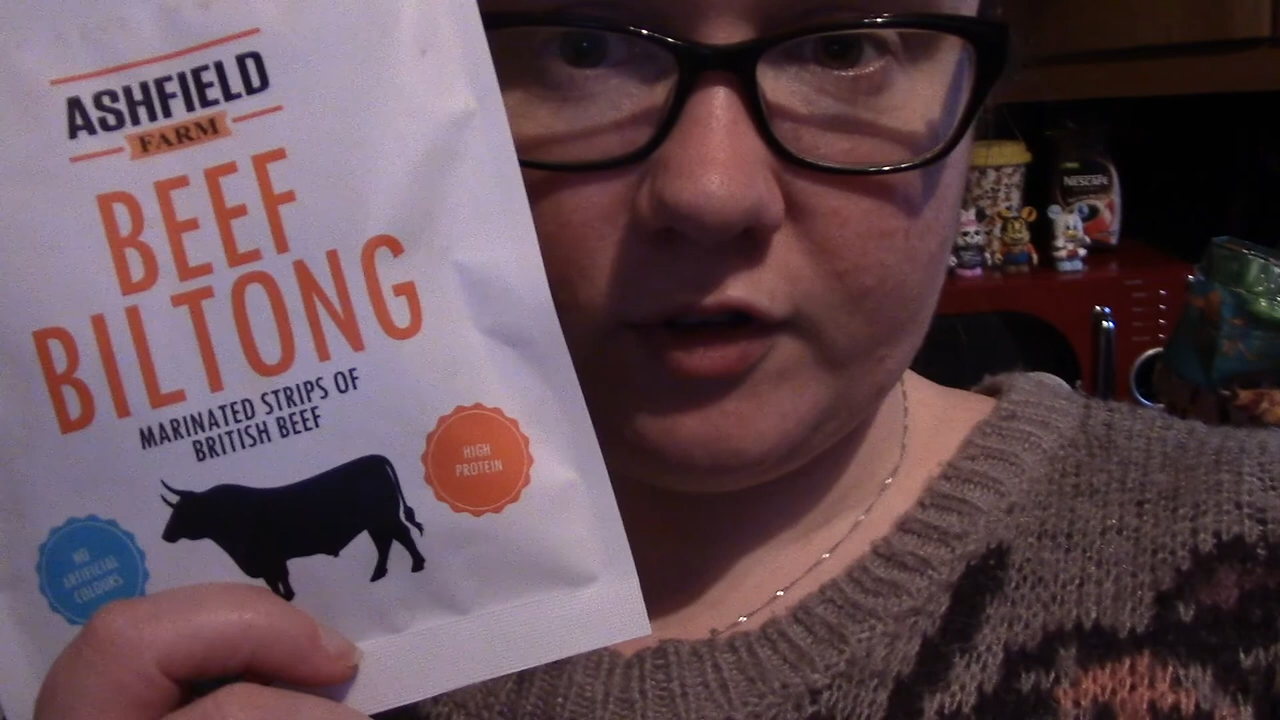 ASHFIELD
FARM
BEEF
BILTONG
MARINATED STRIPS OF
BRITISH BEEF
HIGH
PROTEIN
NO
ARTIFICIAL
COLOURS
NESCAFÉ